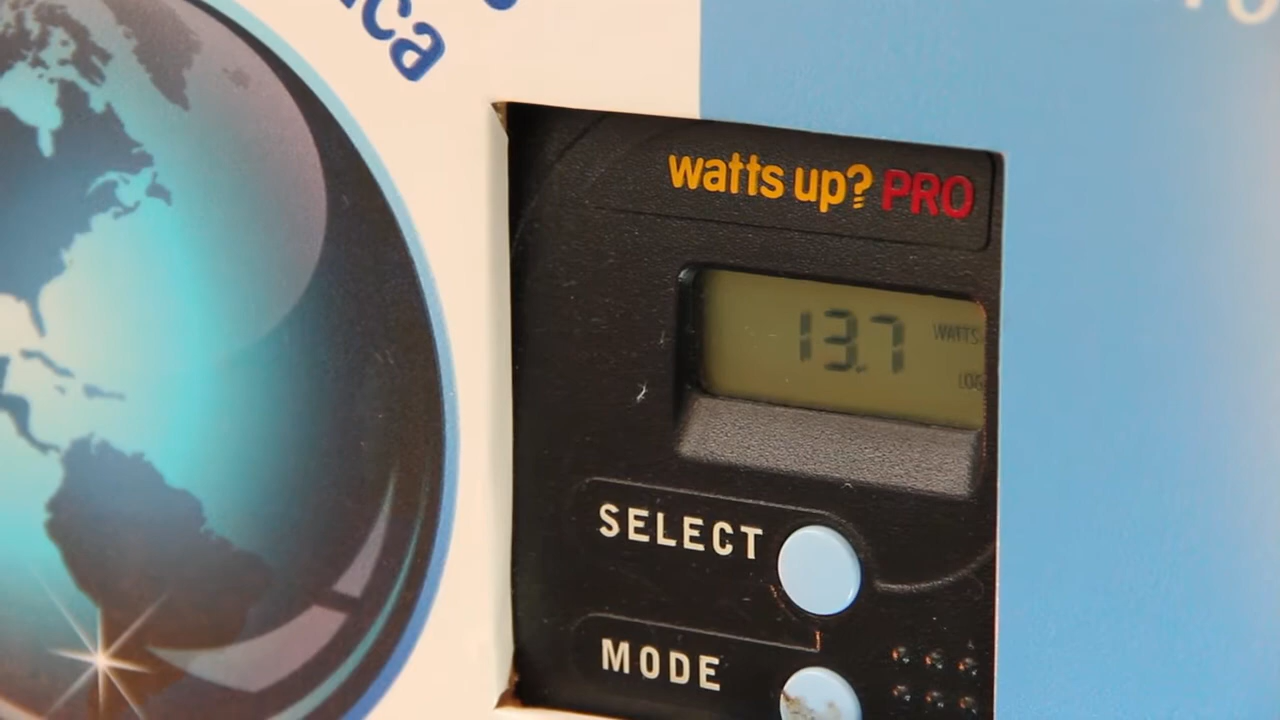 watts up? PRO
13.7 WATTS
LOG
SELECT
MODE